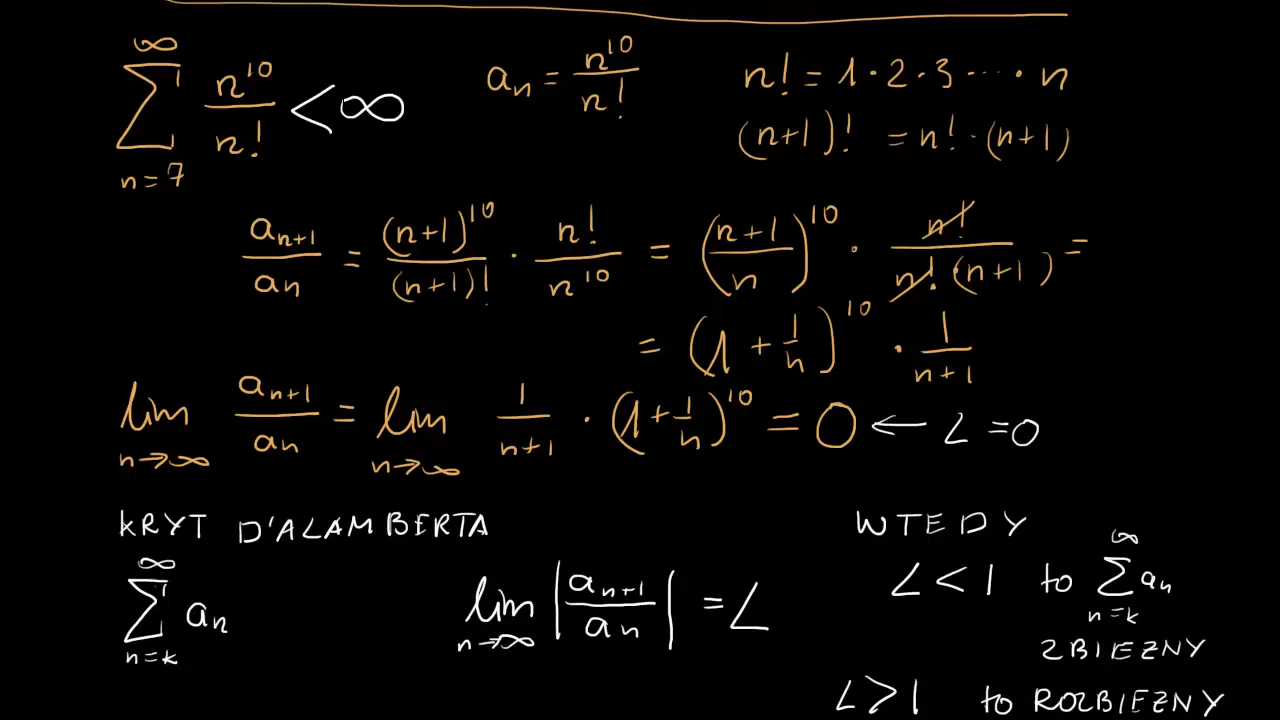 ∑_{n=7}^{∞} n^10/n! < ∞   a_n = n^10/n!   n! = 1·2·3·…·n
(n+1)! = n!·(n+1)
a_{n+1}/a_n = (n+1)^10/(n+1)! · n!/n^10 = ((n+1)/n)^10 · n!/(n!·(n+1)) =
= (1+1/n)^10 · 1/(n+1)
lim_{n→∞} a_{n+1}/a_n = lim_{n→∞} 1/(n+1) · (1+1/n)^10 = 0 ← L = 0
KRYT D'ALAMBERTA   WTEDY
∑_{n=k}^{∞} a_n   lim_{n→∞} |a_{n+1}/a_n| = L   L < 1 to ∑_{n=k}^{∞} a_n
ZBIEZNY
L > 1 to ROZBIEZNY